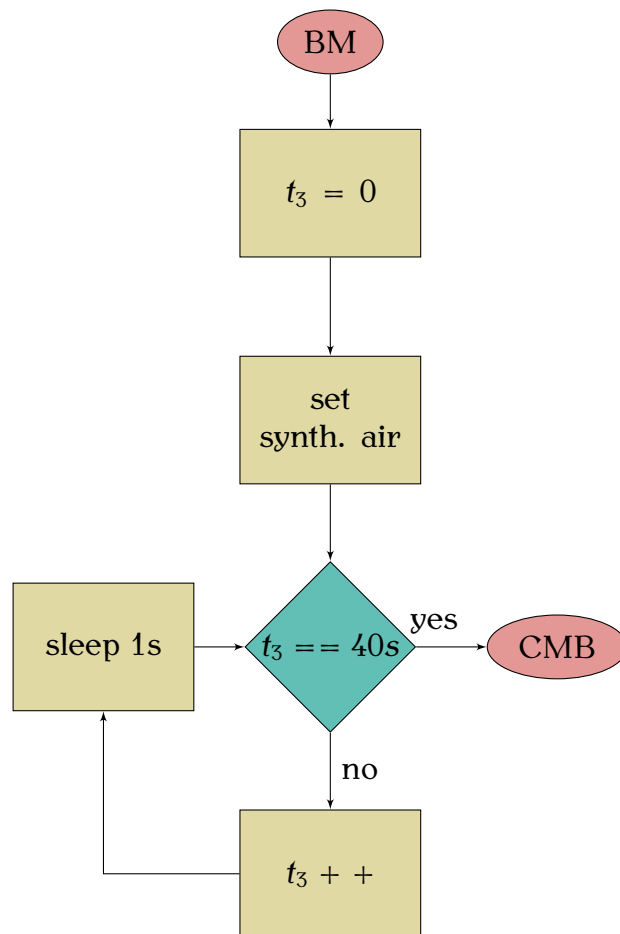 BM
t₃ = 0
set
synth. air
sleep 1s
t₃ == 40s
yes
CMB
no
t₃ + +